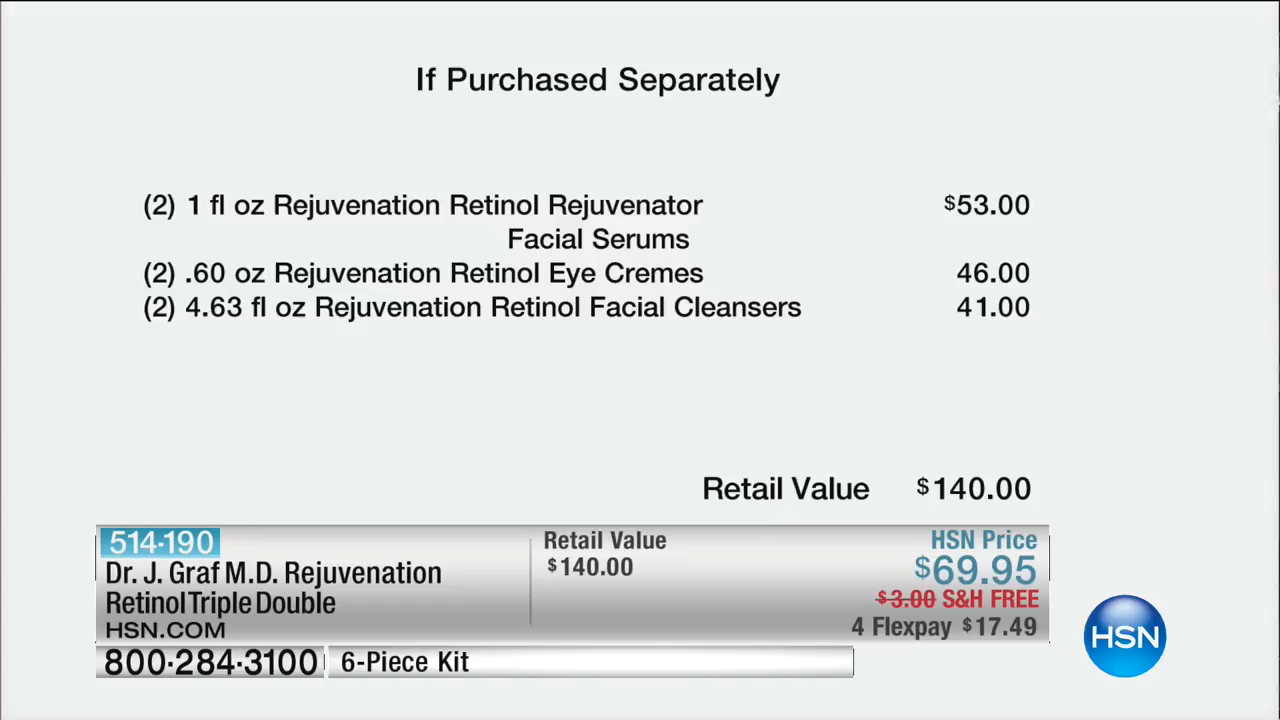 If Purchased Separately
(2) 1 fl oz Rejuvenation Retinol Rejuvenator $53.00
Facial Serums
(2) .60 oz Rejuvenation Retinol Eye Cremes 46.00
(2) 4.63 fl oz Rejuvenation Retinol Facial Cleansers 41.00
Retail Value $140.00
514·190
Dr. J. Graf M.D. Rejuvenation
Retinol Triple Double
HSN.COM
Retail Value
$140.00
HSN Price
$69.95
$3.00 S&H FREE
4 Flexpay $17.49
800·284·3100
6-Piece Kit
HSN